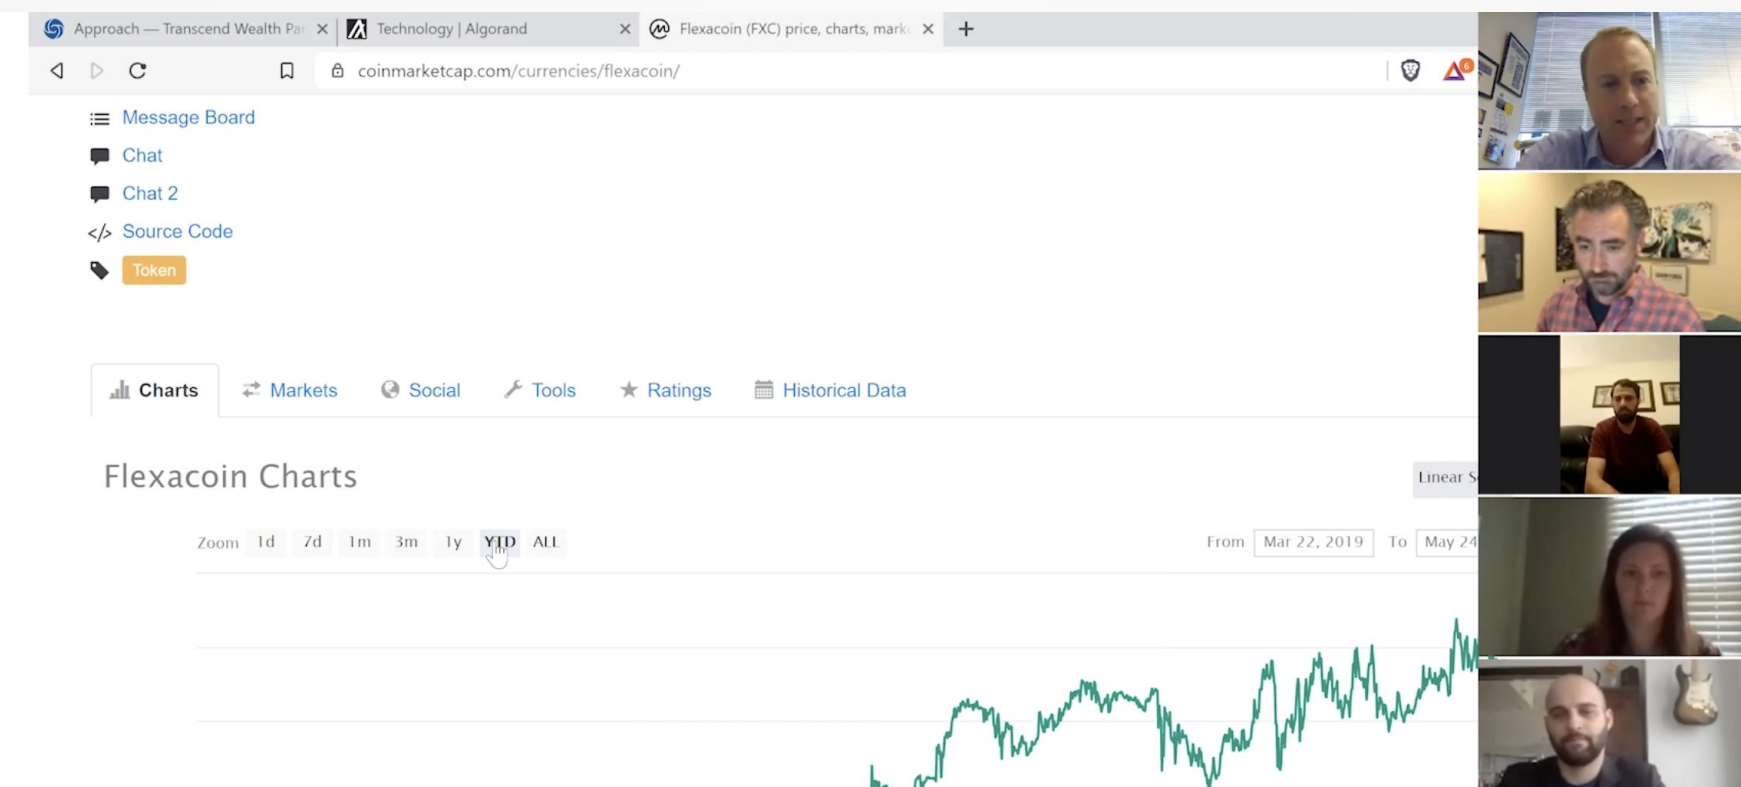 Approach — Transcend Wealth Par
Technology | Algorand
Flexacoin (FXC) price, charts, mark
coinmarketcap.com/currencies/flexacoin/
6
Message Board
Chat
Chat 2
Source Code
Token
Charts
Markets
Social
Tools
Ratings
Historical Data
Flexacoin Charts
Linear S
Zoom 1d 7d 1m 3m 1y YTD ALL
From Mar 22, 2019 To May 24